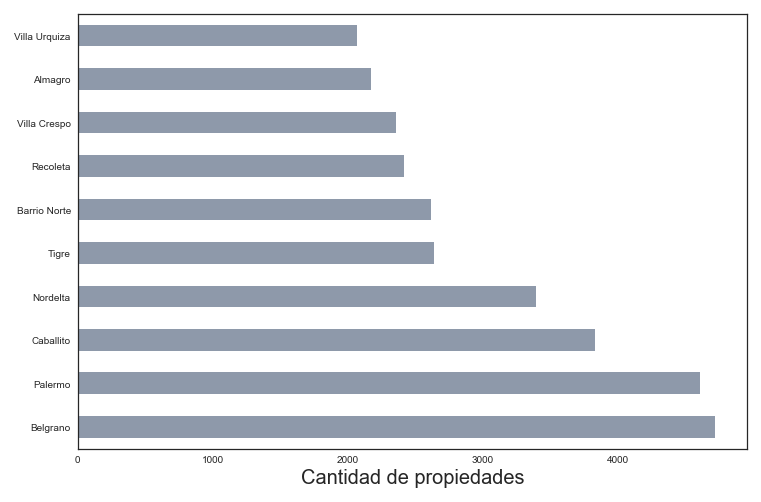 Villa Urquiza
Almagro
Villa Crespo
Recoleta
Barrio Norte
Tigre
Nordelta
Caballito
Palermo
Belgrano
0 1000 2000 3000 4000
Cantidad de propiedades